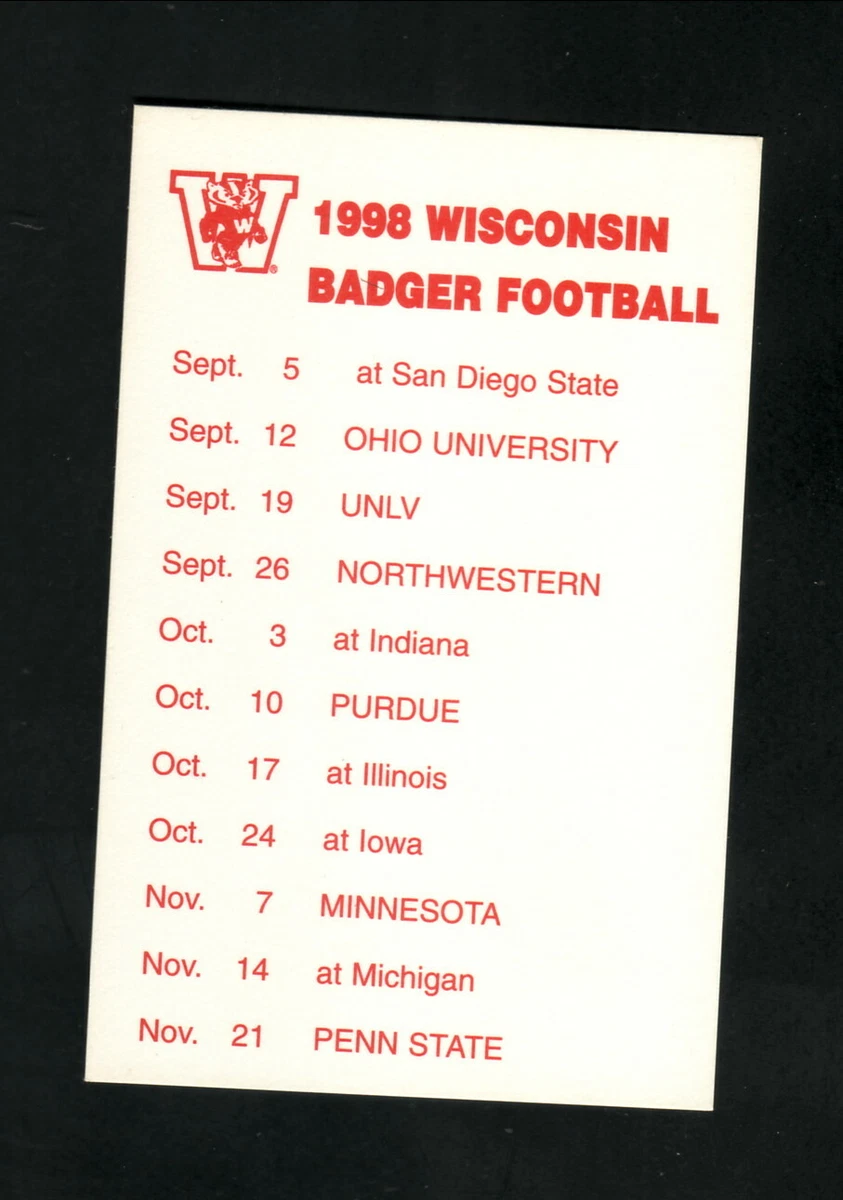 W
1998 WISCONSIN
BADGER FOOTBALL
Sept. 5 at San Diego State
Sept. 12 OHIO UNIVERSITY
Sept. 19 UNLV
Sept. 26 NORTHWESTERN
Oct. 3 at Indiana
Oct. 10 PURDUE
Oct. 17 at Illinois
Oct. 24 at Iowa
Nov. 7 MINNESOTA
Nov. 14 at Michigan
Nov. 21 PENN STATE